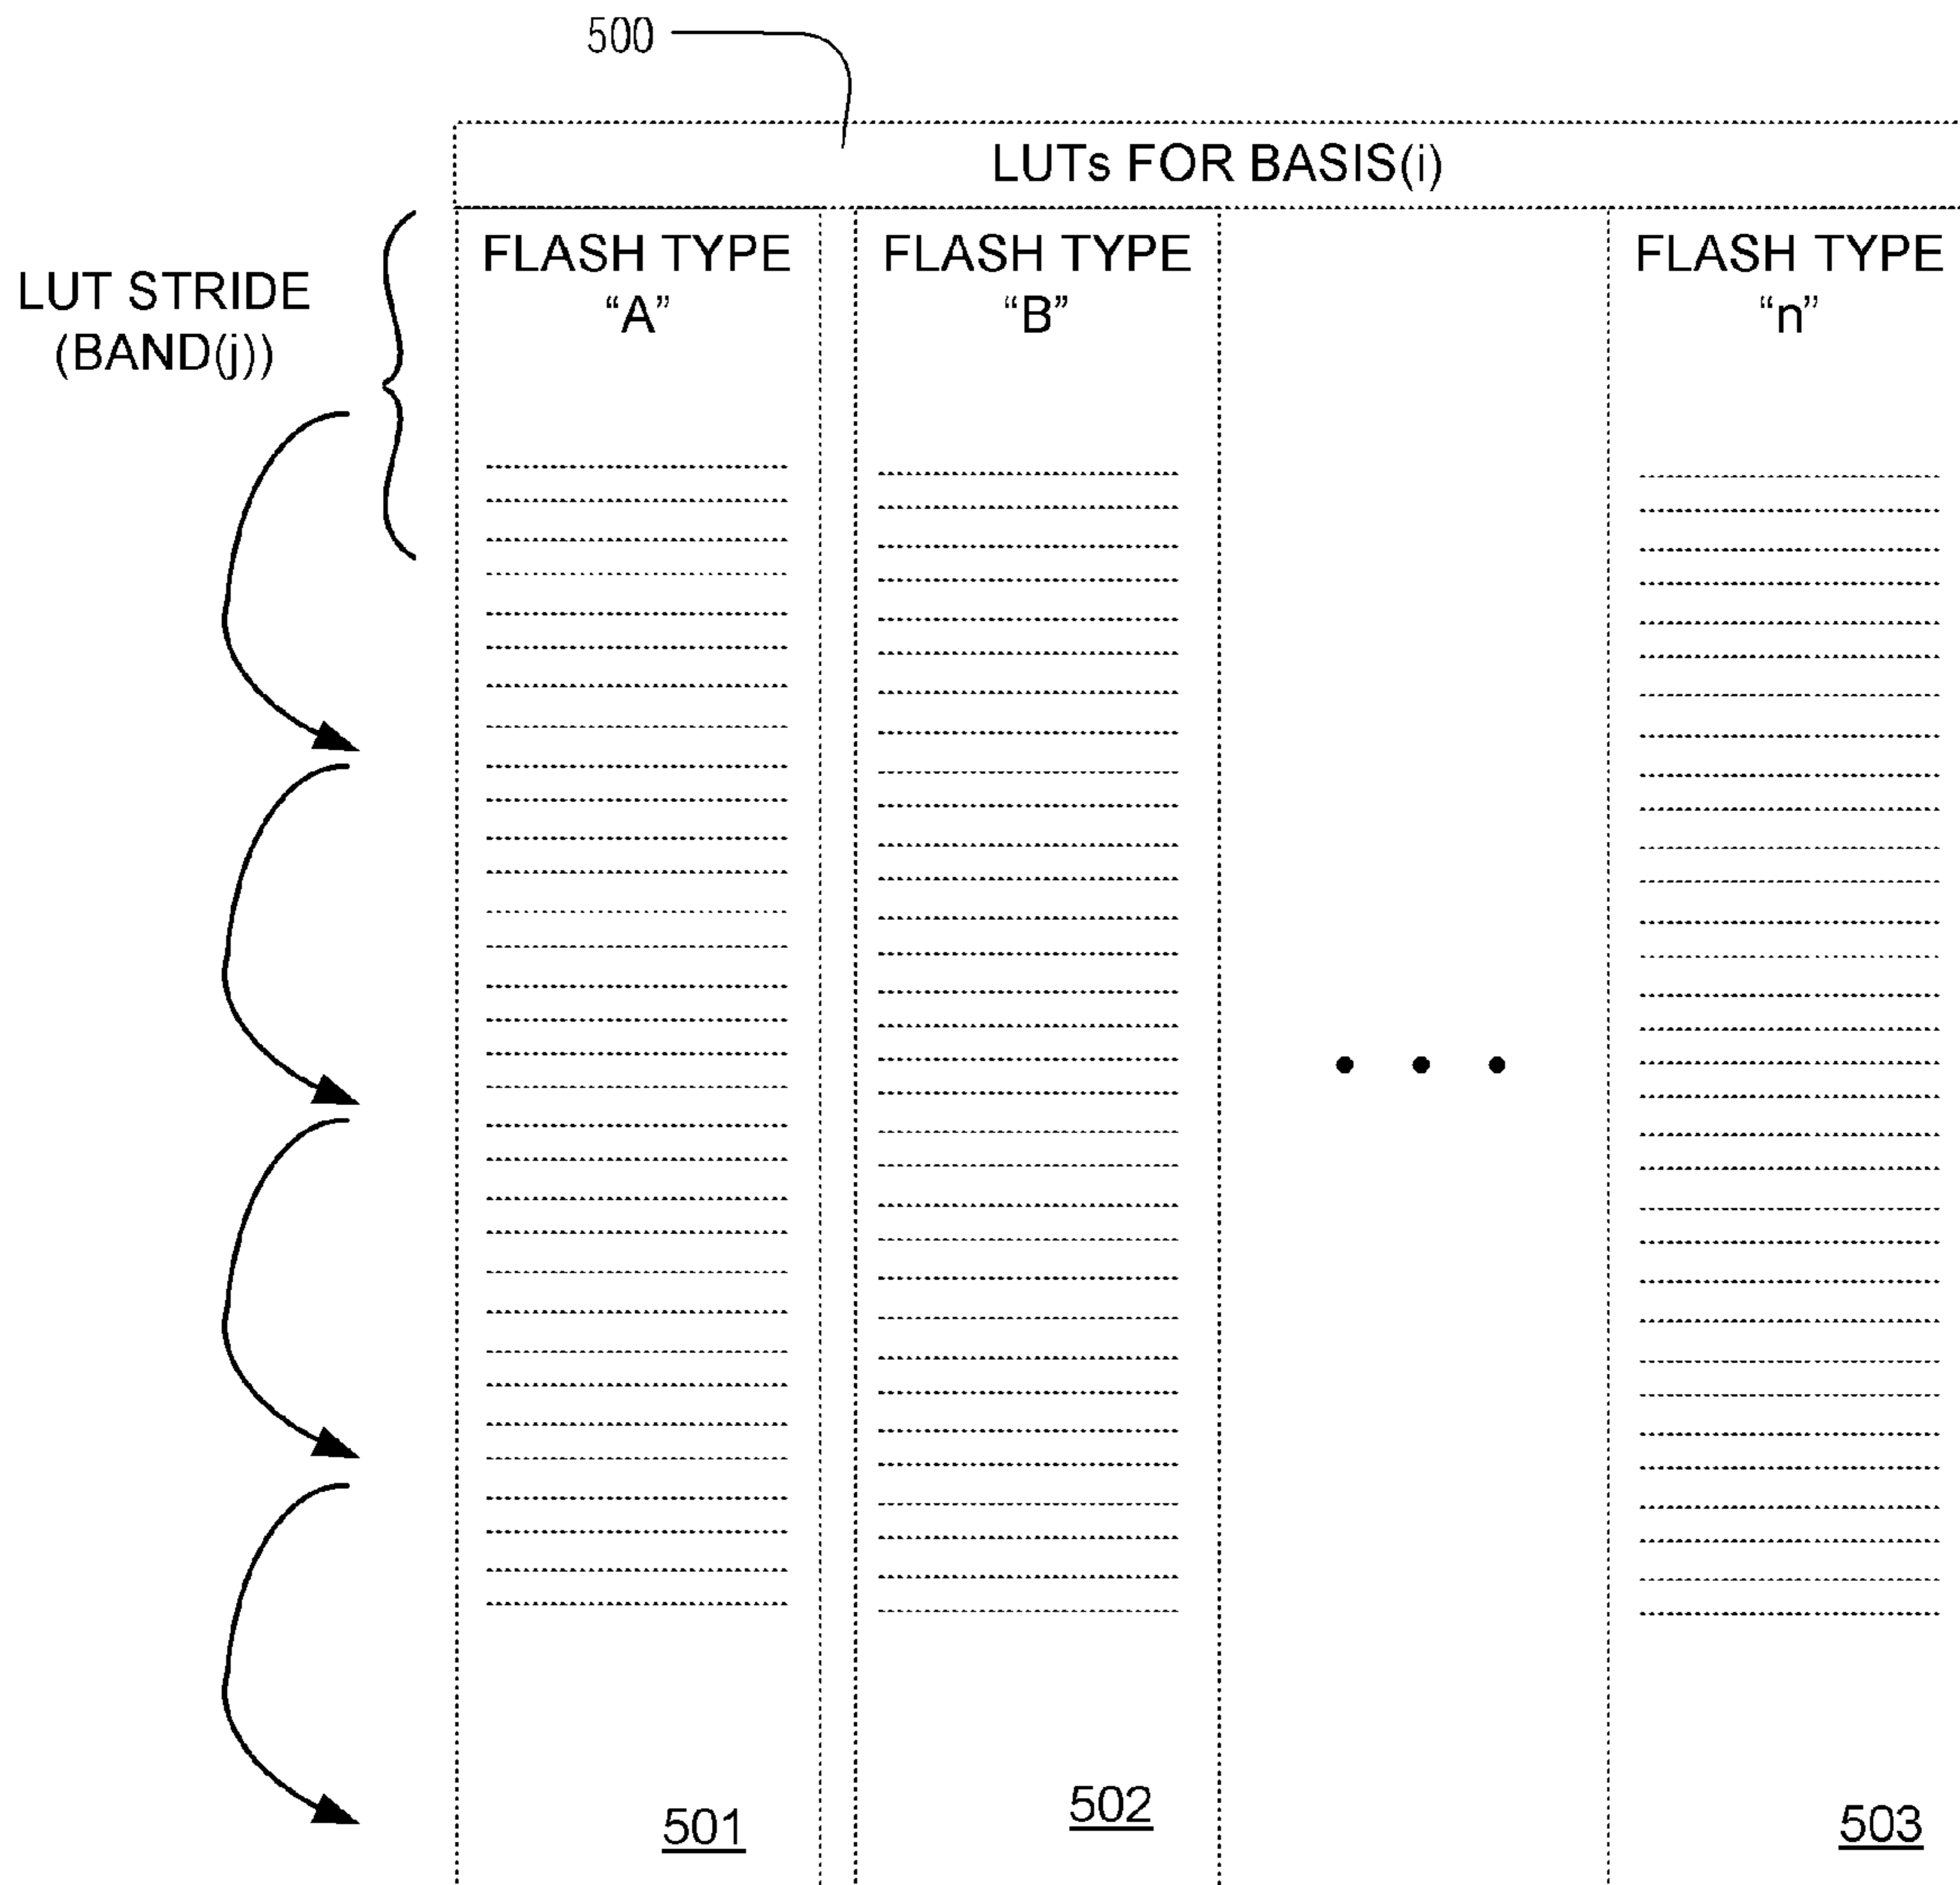 500
LUTs FOR BASIS(i)
LUT STRIDE
(BAND(j))
FLASH TYPE
“A”
FLASH TYPE
“B”
FLASH TYPE
“n”
501
502
503